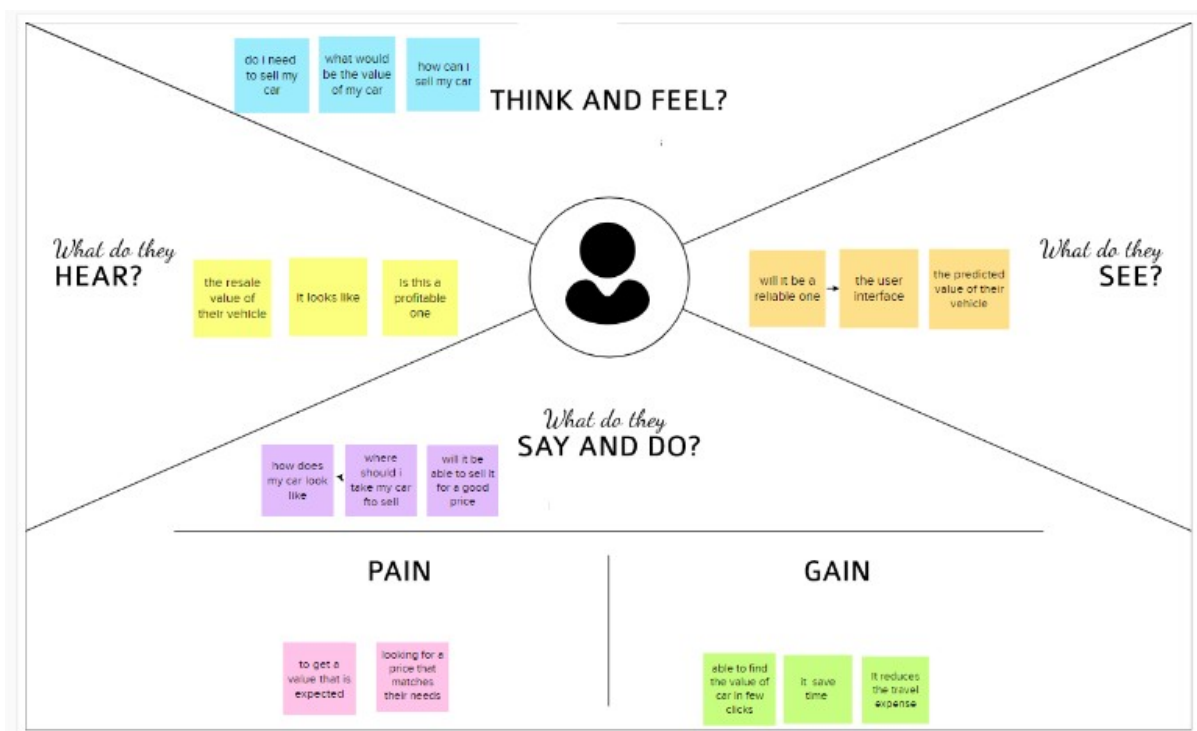 do i need
to sell my
car
what would
be the value
of my car
how can i
sell my car
THINK AND FEEL?
What do they
HEAR?
the resale
value of
their vehicle
it looks like
Is this a
profitable
one
will it be a
reliable one
the user
interface
the predicted
value of their
vehicle
What do they
SEE?
What do they
SAY AND DO?
how does
my car look
like
where
should i
take my car
fto sell
will it be
able to sell it
for a good
price
PAIN
to get a
value that is
expected
looking for a
price that
matches
their needs
GAIN
able to find
the value of
car in few
clicks
it save
time
It reduces
the travel
expense